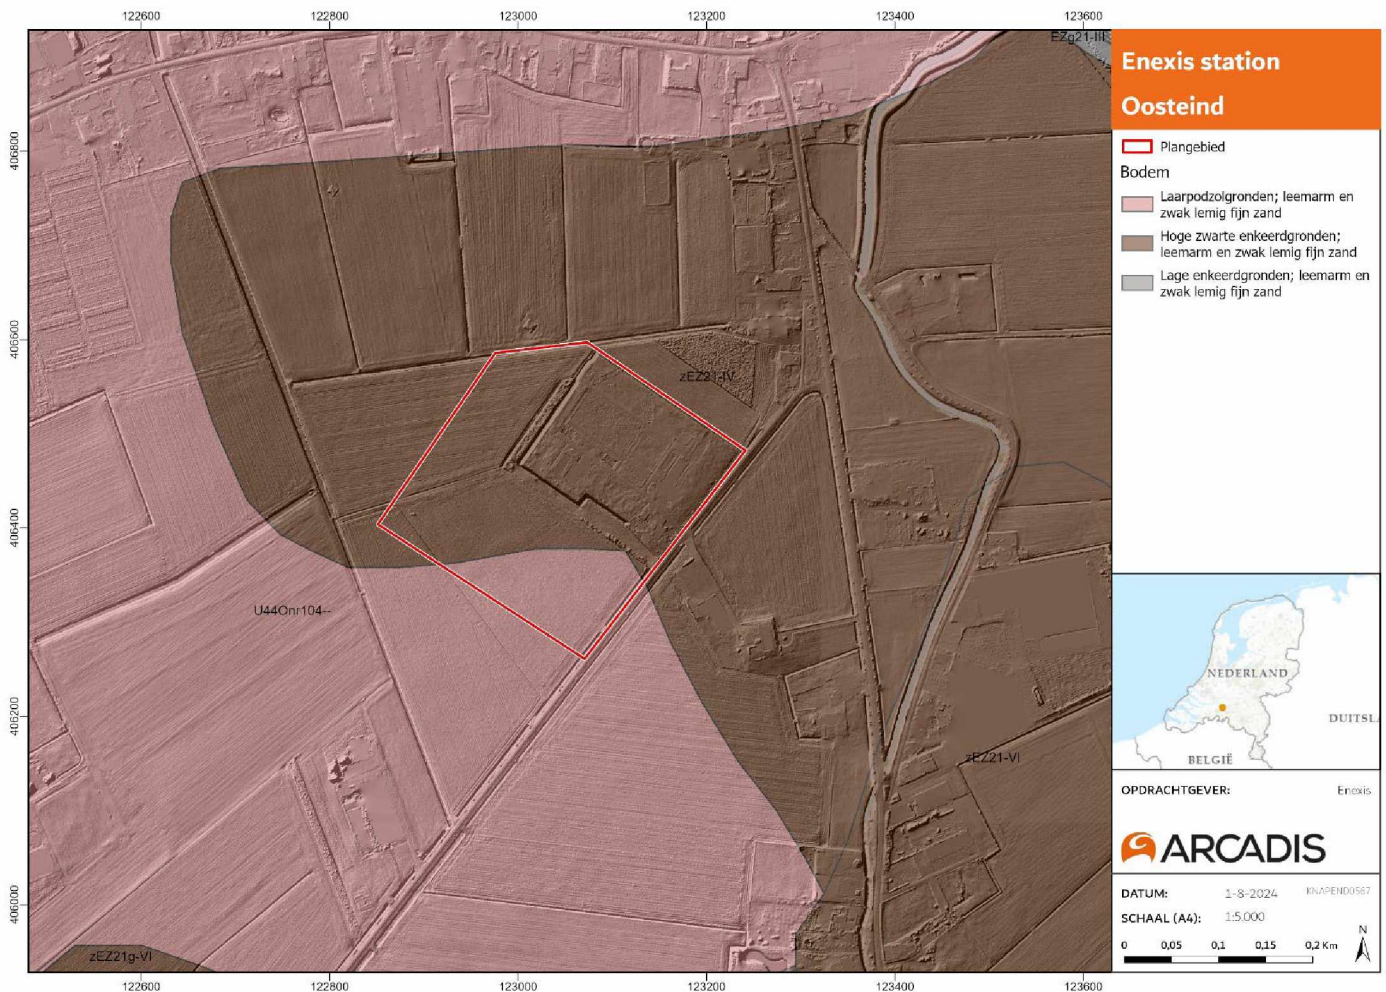 122600
122800
123000
123200
123400
123600
406800
406600
406400
406200
406000
EZg21-III
zEZ21-IV
U44Onr104--
zEZ21-VI
zEZ21g-VI
122600
122800
123000
123200
123400
123600
Enexis station
Oosteind
Plangebied
Bodem
Laarpodzolgronden; leemarm en
zwak lemig fijn zand
Hoge zwarte enkeerdgronden;
leemarm en zwak lemig fijn zand
Lage enkeerdgronden; leemarm en
zwak lemig fijn zand
NEDERLAND
DUITSL
BELGIË
OPDRACHTGEVER: Enexis
ARCADIS
DATUM: 1-8-2024 KNAPEND0567
SCHAAL (A4): 1:5.000
N
0 0,05 0,1 0,15 0,2 Km